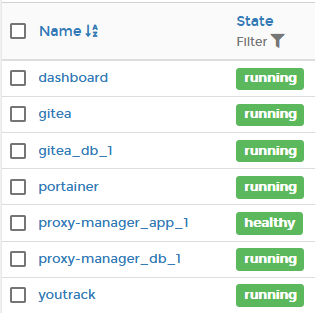 Name State
Filter
dashboard running
gitea running
gitea_db_1 running
portainer running
proxy-manager_app_1 healthy
proxy-manager_db_1 running
youtrack running